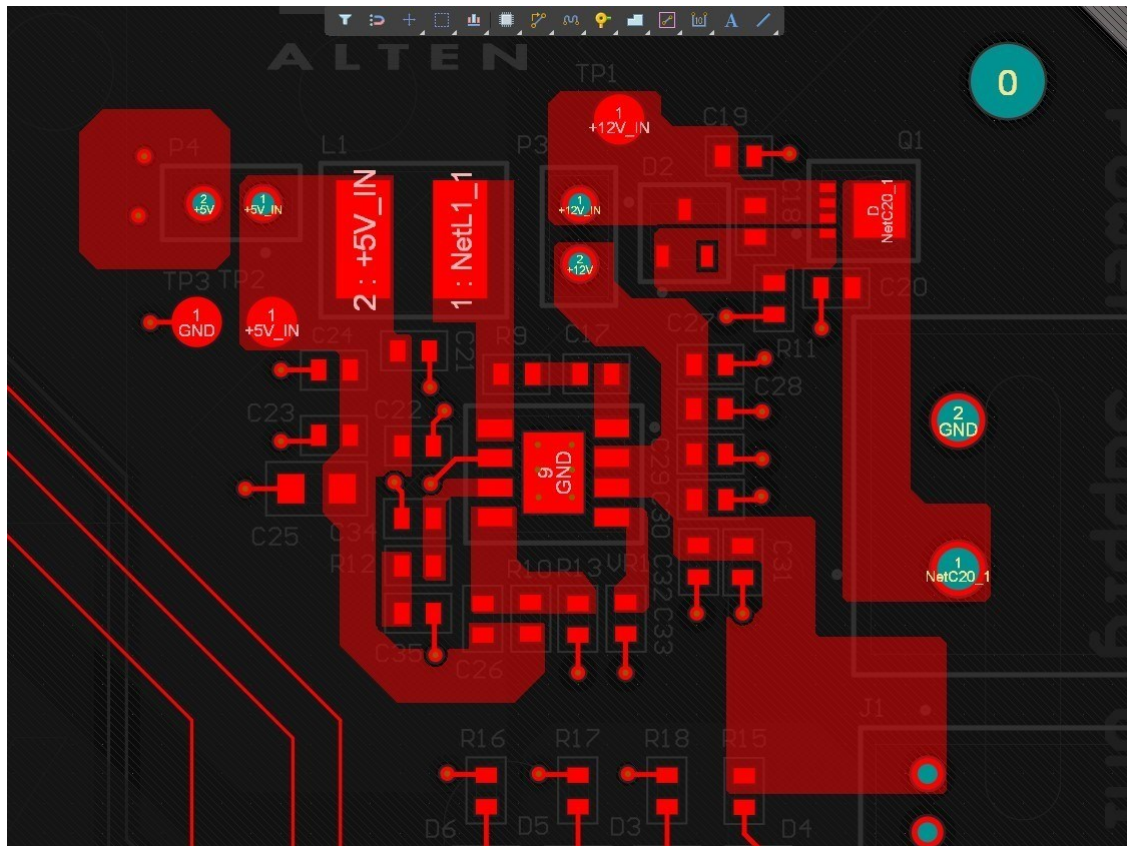 10
A
ALTEN
TP1
1
+12V_IN
0
C19
Q1
P4
L1
P3
D2
2
+5V
1
+5V_IN
2 : +5V_IN
1 : NetL1_1
1
+12V_IN
C18
D
NetC20_1
2
+12V
TP3
TP2
C20
1
GND
1
+5V_IN
C24
C21
R9
C17
C27
R11
C28
C23
C22
2
GND
9
GND
C29
C25
C34
C30
R12
R10
R13
VR1
C32
C31
1
NetC20_1
C35
C26
C33
J1
R16
R17
R18
R15
D6
D5
D3
D4